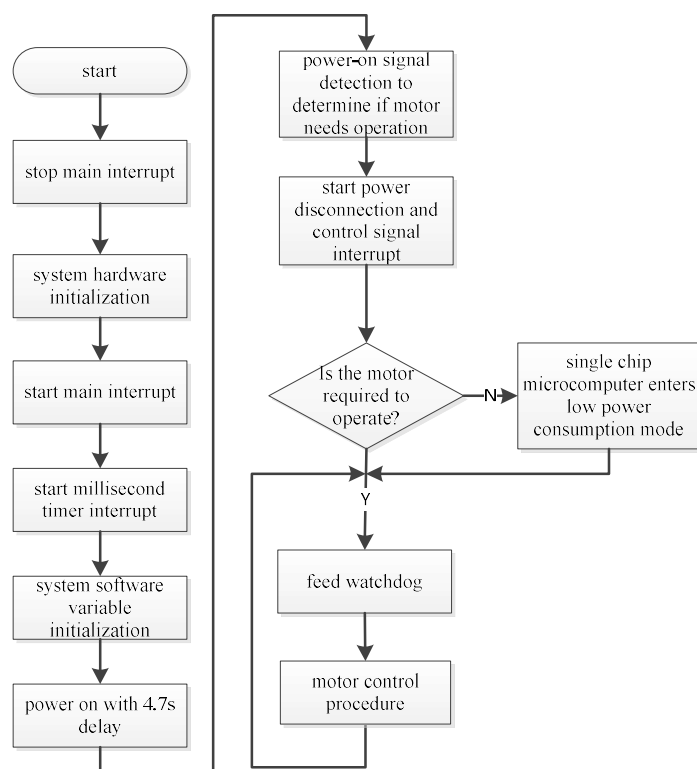 start
stop main interrupt
system hardware
initialization
start main interrupt
start millisecond
timer interrupt
system software
variable
initialization
power on with 4.7s
delay
power-on signal
detection to
determine if motor
needs operation
start power
disconnection and
control signal
interrupt
Is the motor
required to
operate?
N
single chip
microcomputer enters
low power
consumption mode
Y
feed watchdog
motor control
procedure